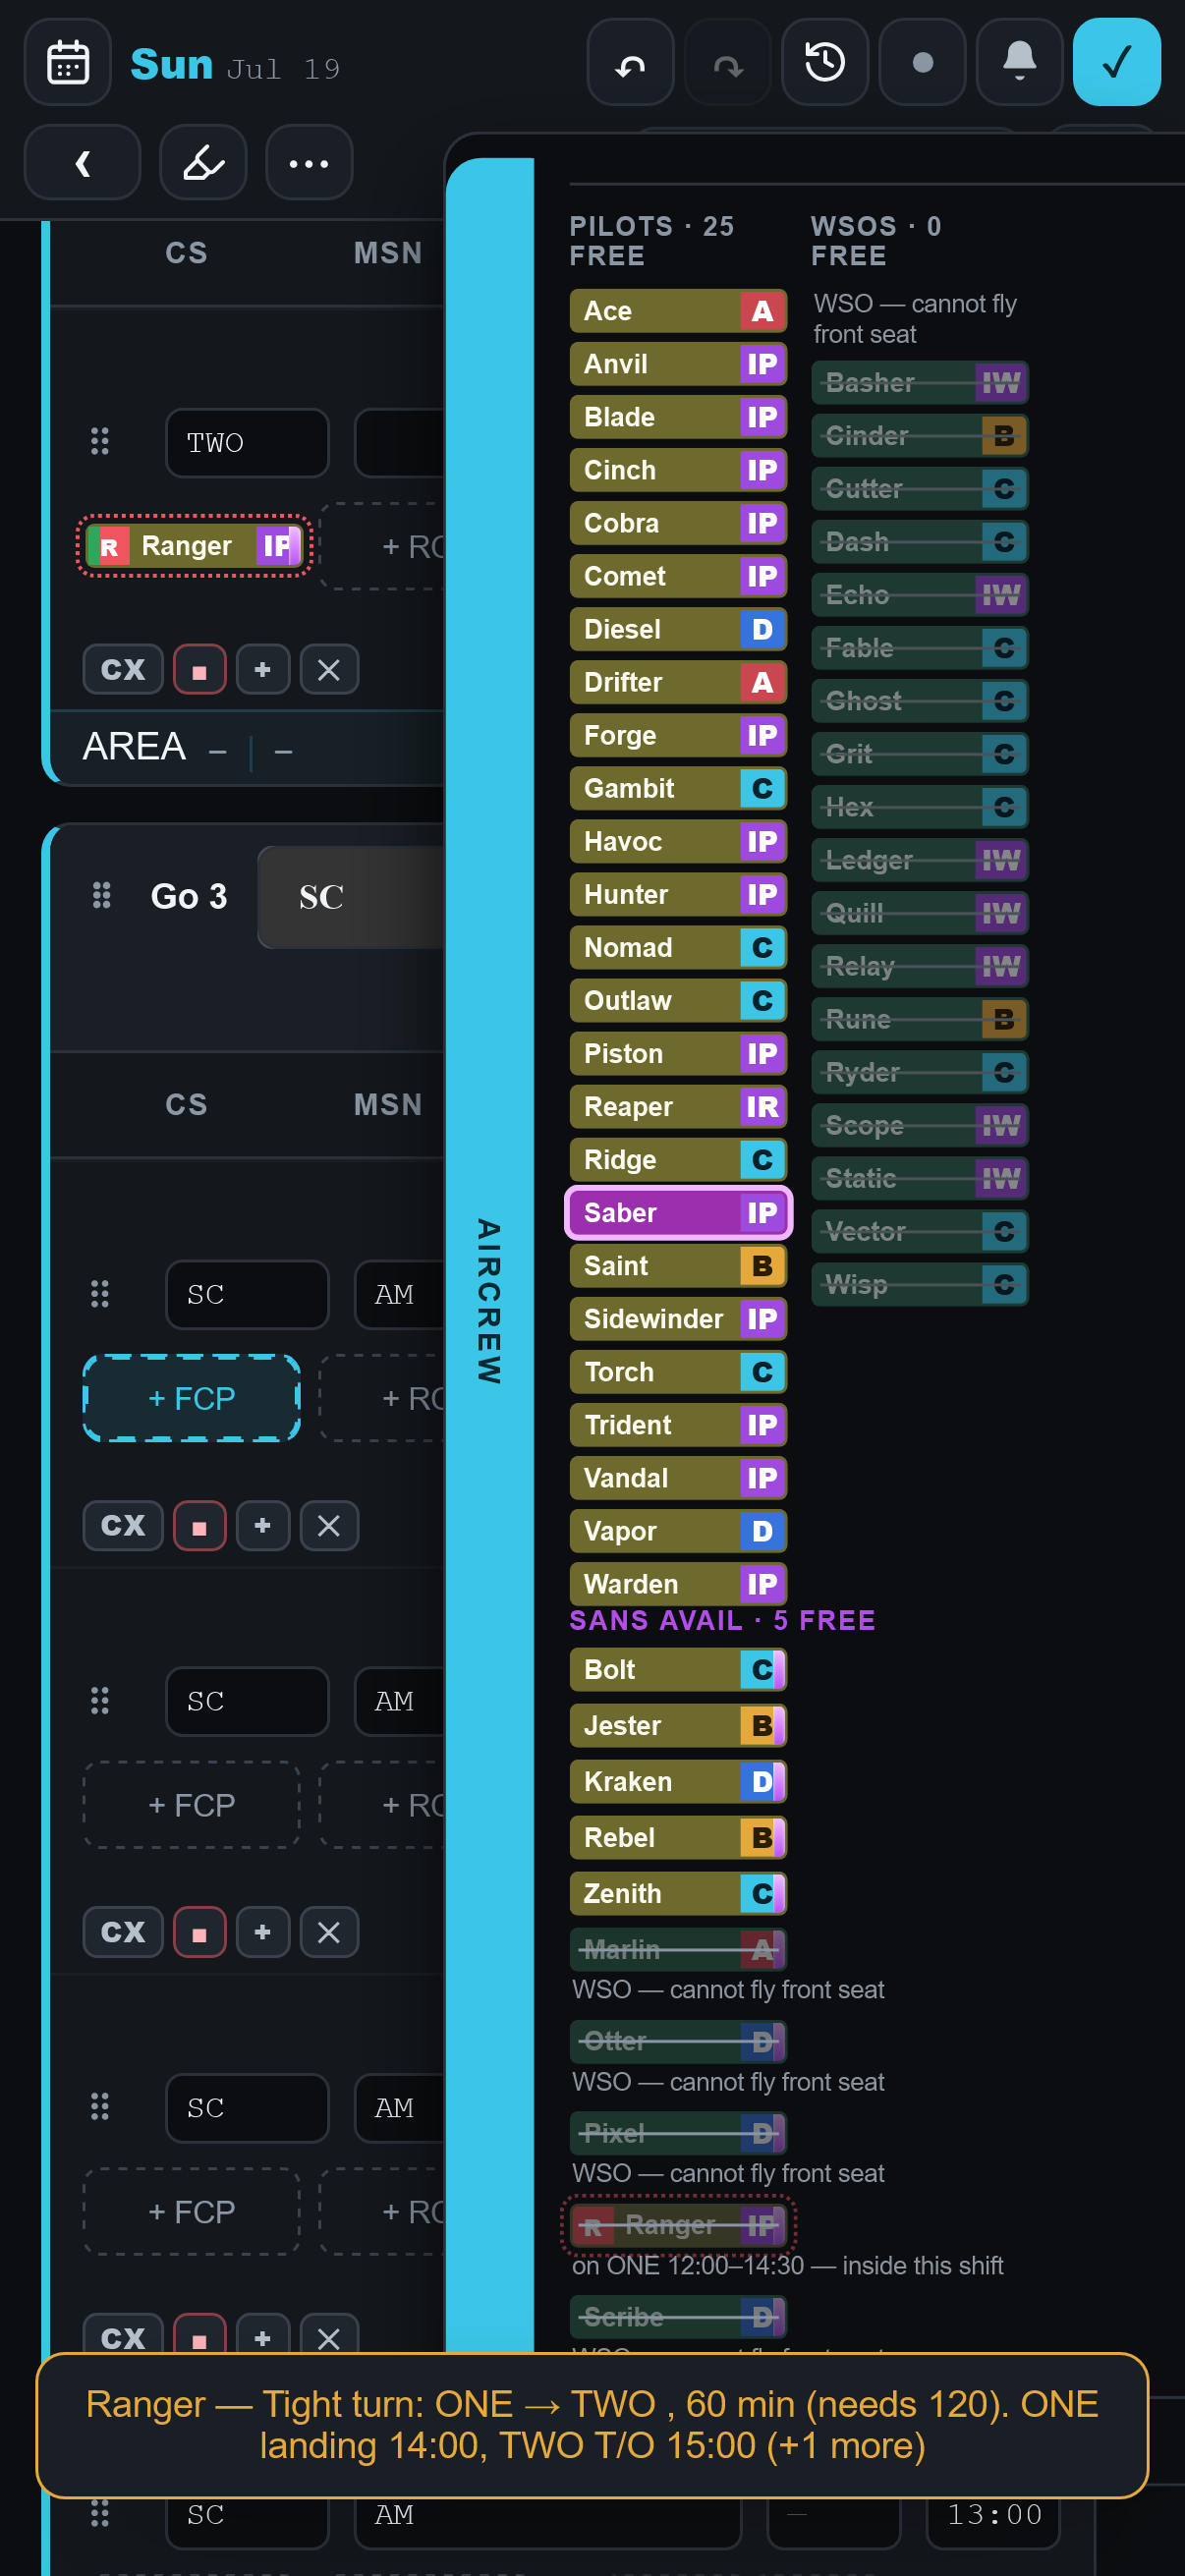 Sun Jul 19
CS MSN
TWO
R Ranger IP
CX + ×
AREA – | –
Go 3 SC
CS MSN
SC AM
+ FCP
CX + ×
SC AM
+ FCP
CX + ×
SC AM
+ FCP
CX + ×
AIRCREW
PILOTS · 25
FREE
Ace A
Anvil IP
Blade IP
Cinch IP
Cobra IP
Comet IP
Diesel D
Drifter A
Forge IP
Gambit C
Havoc IP
Hunter IP
Nomad C
Outlaw C
Piston IP
Reaper IR
Ridge C
Saber IP
Saint B
Sidewinder IP
Torch C
Trident IP
Vandal IP
Vapor D
Warden IP
WSOS · 0
FREE
WSO — cannot fly
front seat
Basher IW
Cinder B
Cutter C
Dash C
Echo IW
Fable C
Ghost C
Grit C
Hex C
Ledger IW
Quill IW
Relay IW
Rune B
Ryder C
Scope IW
Static IW
Vector C
Wisp C
SANS AVAIL · 5 FREE
Bolt C
Jester B
Kraken D
Rebel B
Zenith C
Marlin A
WSO — cannot fly front seat
Otter D
WSO — cannot fly front seat
Pixel D
WSO — cannot fly front seat
R Ranger IP
on ONE 12:00–14:30 — inside this shift
Scribe D
Ranger — Tight turn: ONE → TWO , 60 min (needs 120). ONE
landing 14:00, TWO T/O 15:00 (+1 more)
SC AM — 13:00